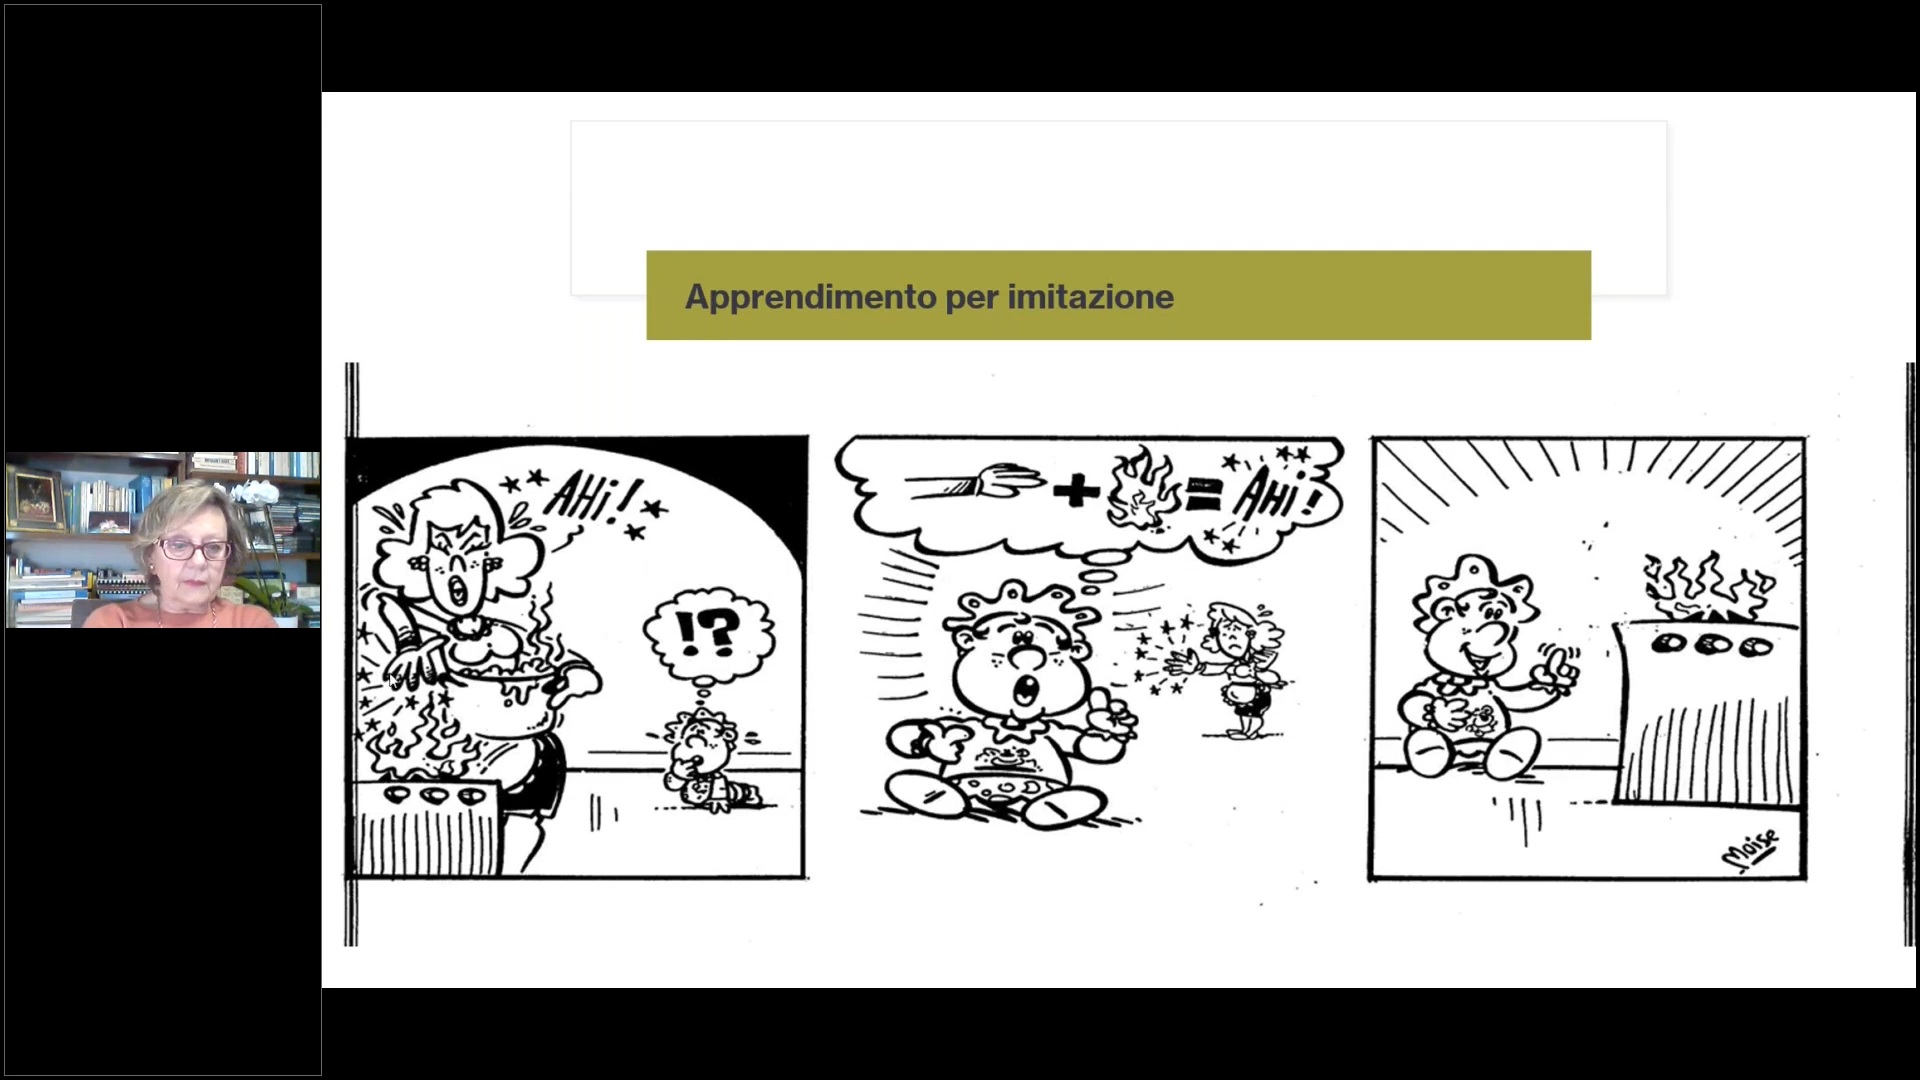 Apprendimento per imitazione
AHi!
!?
+
= AHi!
Moise